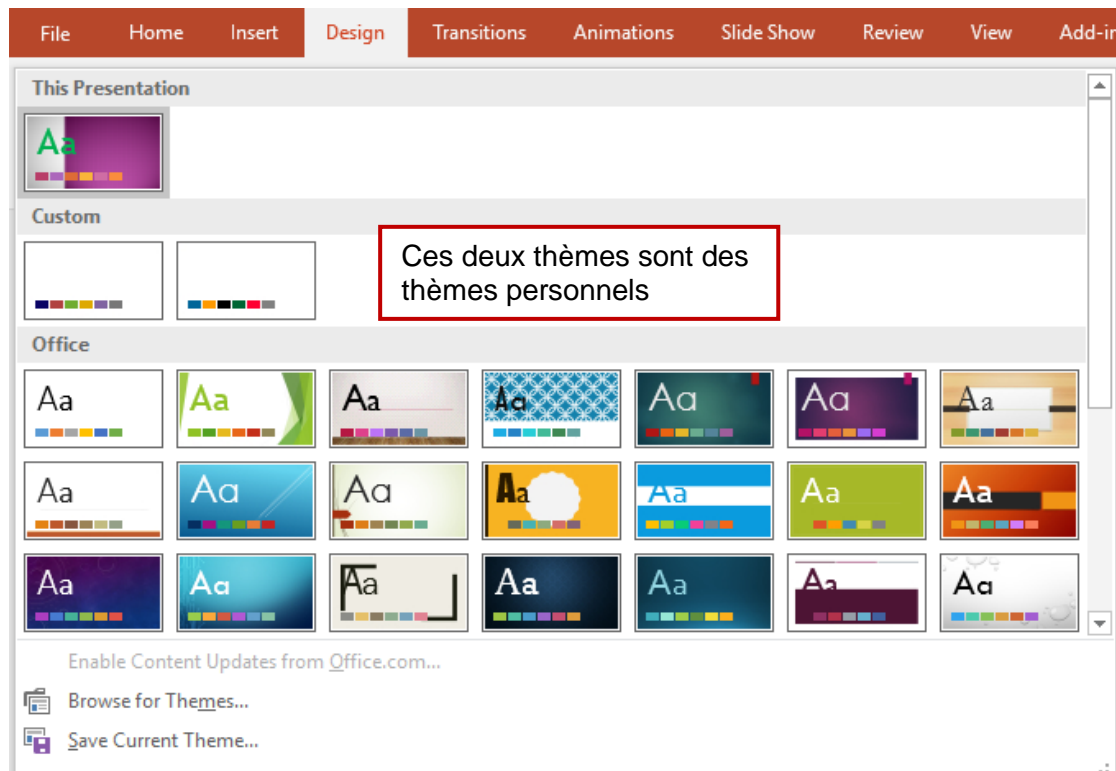 File Home Insert Design Transitions Animations Slide Show Review View Add-in
This Presentation
Aa
Custom
Ces deux thèmes sont des
thèmes personnels
Office
Aa Aa Aa Aa Aa Aa Aa
Aa Aa Aa Aa Aa Aa Aa
Aa Aa Aa Aa Aa Aa Aa
Enable Content Updates from Office.com...
Browse for Themes...
Save Current Theme...